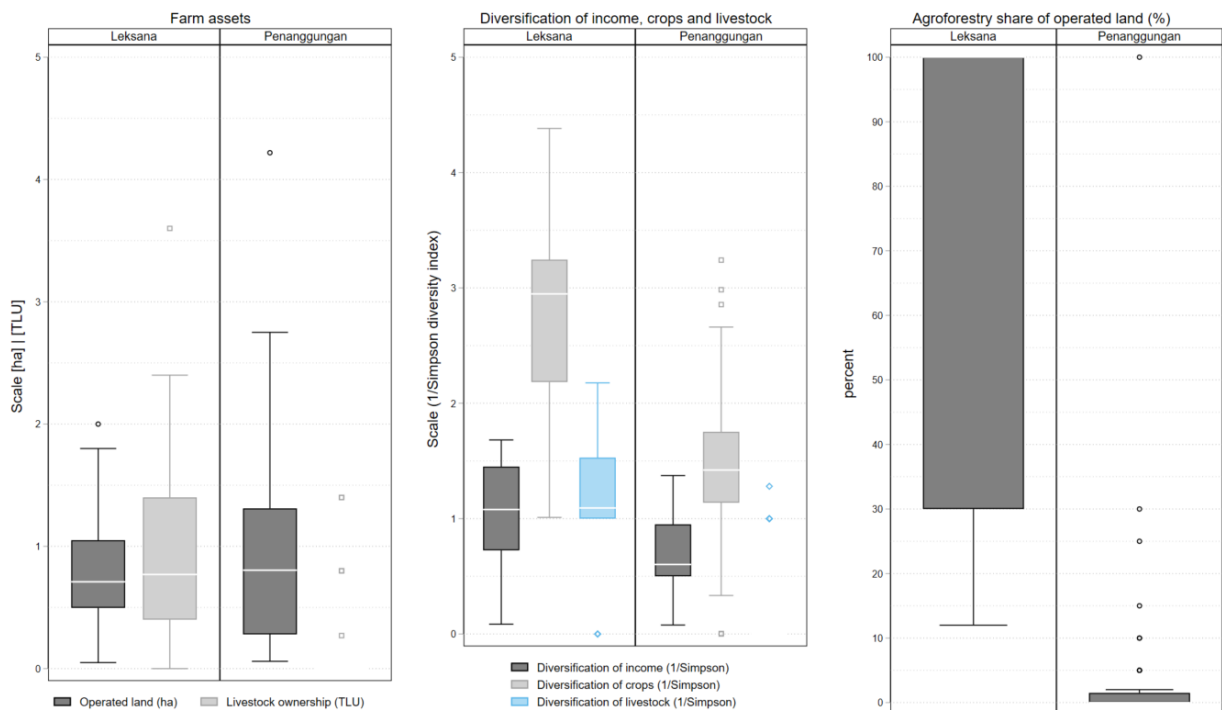 Farm assets
Leksana Penanggungan
5
4
3
2
1
0
Scale [ha] | [TLU]
Operated land (ha) Livestock ownership (TLU)
Diversification of income, crops and livestock
Leksana Penanggungan
5
4
3
2
1
0
Scale (1/Simpson diversity index)
Diversification of income (1/Simpson)
Diversification of crops (1/Simpson)
Diversification of livestock (1/Simpson)
Agroforestry share of operated land (%)
Leksana Penanggungan
100
90
80
70
60
50
40
30
20
10
0
percent